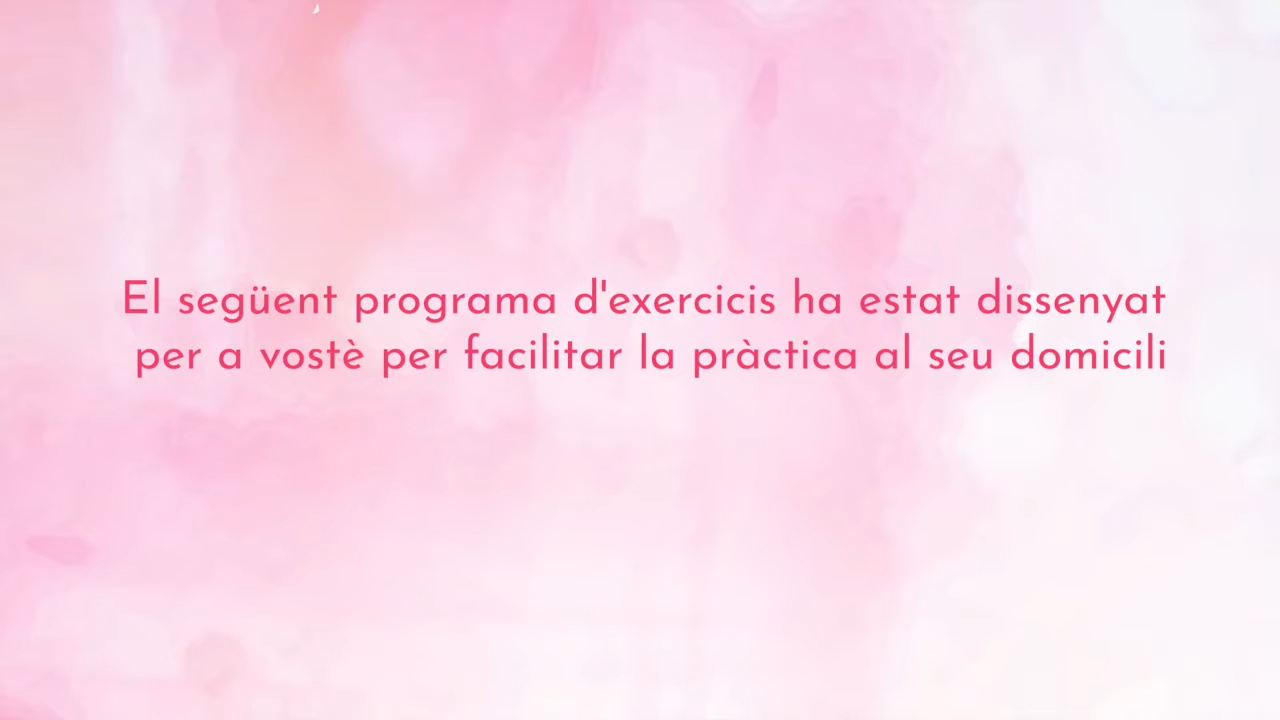 El següent programa d'exercicis ha estat dissenyat
per a vostè per facilitar la pràctica al seu domicili